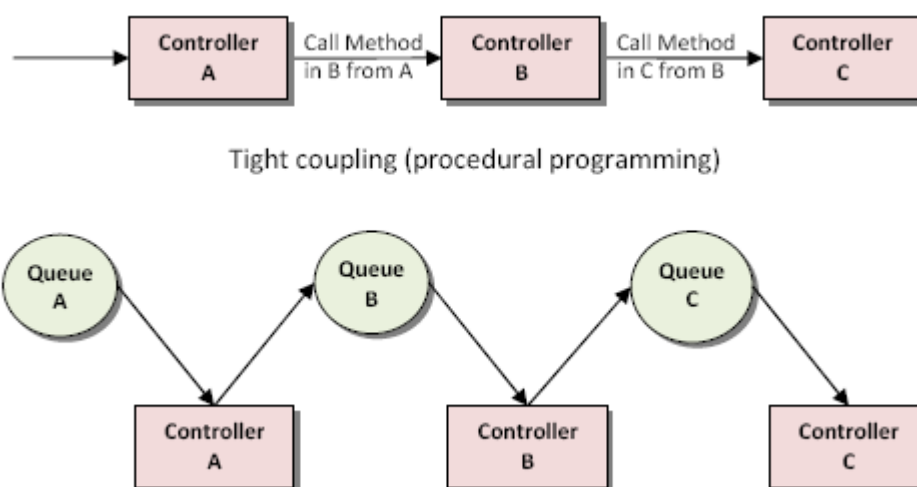 Controller
A
Call Method
in B from A
Controller
B
Call Method
in C from B
Controller
C
Tight coupling (procedural programming)
Queue
A
Queue
B
Queue
C
Controller
A
Controller
B
Controller
C